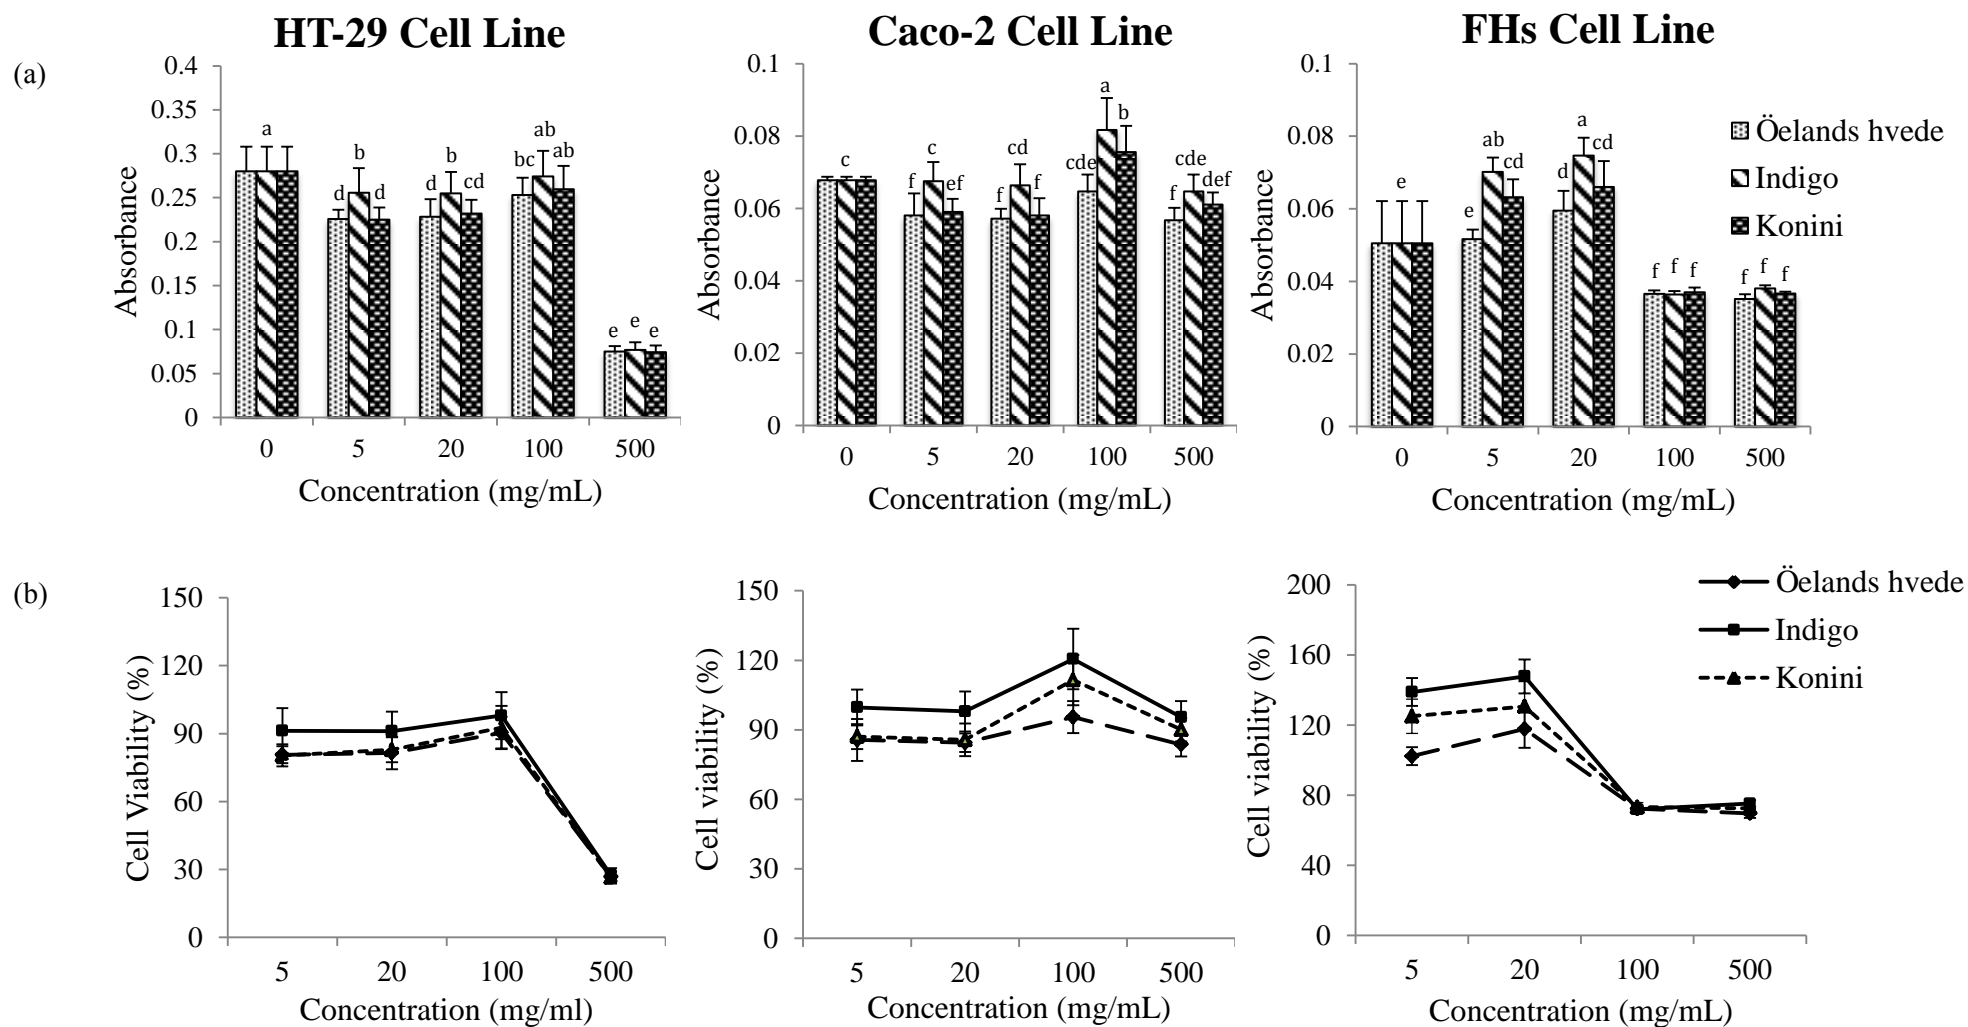 HT-29 Cell Line
Caco-2 Cell Line
FHs Cell Line
(a)
0.4
0.35
0.3
0.25
0.2
0.15
0.1
0.05
0
Absorbance
a
d b d
d b cd
bc ab ab
e e e
0 5 20 100 500
Concentration (mg/mL)
0.1
0.08
0.06
0.04
0.02
0
Absorbance
c
f c ef
f cd f
cde a b
f cde def
0 5 20 100 500
Concentration (mg/mL)
0.1
0.08
0.06
0.04
0.02
0
Absorbance
e
e ab cd
d a cd
f f f
f f f
0 5 20 100 500
Concentration (mg/mL)
Öelands hvede
Indigo
Konini
(b)
150
120
90
60
30
0
Cell Viability (%)
5 20 100 500
Concentration (mg/ml)
150
120
90
60
30
0
Cell viability (%)
5 20 100 500
Concentration (mg/mL)
200
160
120
80
40
0
Cell viability (%)
5 20 100 500
Concentration (mg/mL)
Öelands hvede
Indigo
Konini